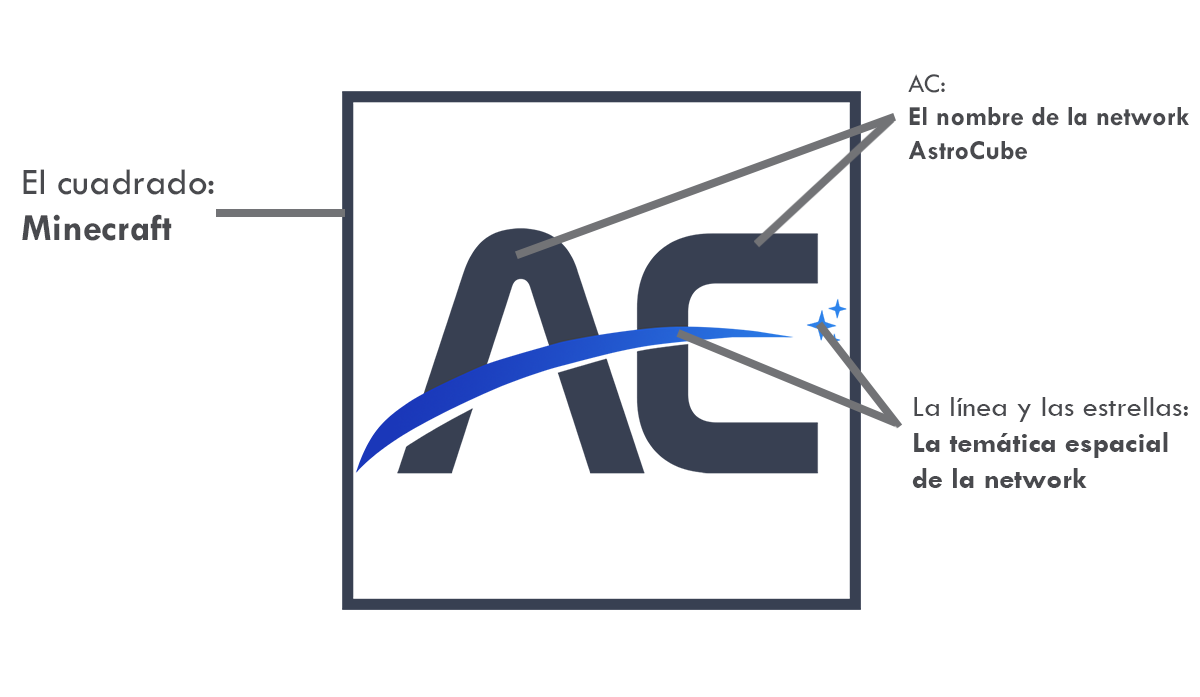 El cuadrado:
Minecraft
AC
AC:
El nombre de la network
AstroCube
La línea y las estrellas:
La temática espacial
de la network